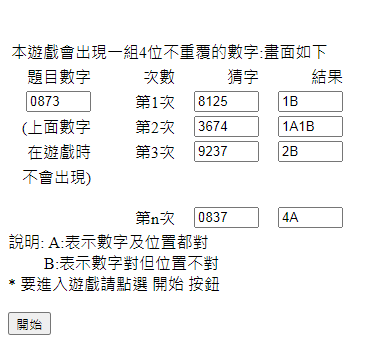 本遊戲會出現一組4位不重覆的數字:畫面如下
題目數字 次數 猜字 結果
0873 第1次 8125 1B
(上面數字 第2次 3674 1A1B
在遊戲時 第3次 9237 2B
不會出現)
第n次 0837 4A
說明: A:表示數字及位置都對
B:表示數字對但位置不對
* 要進入遊戲請點選 開始 按鈕
開始